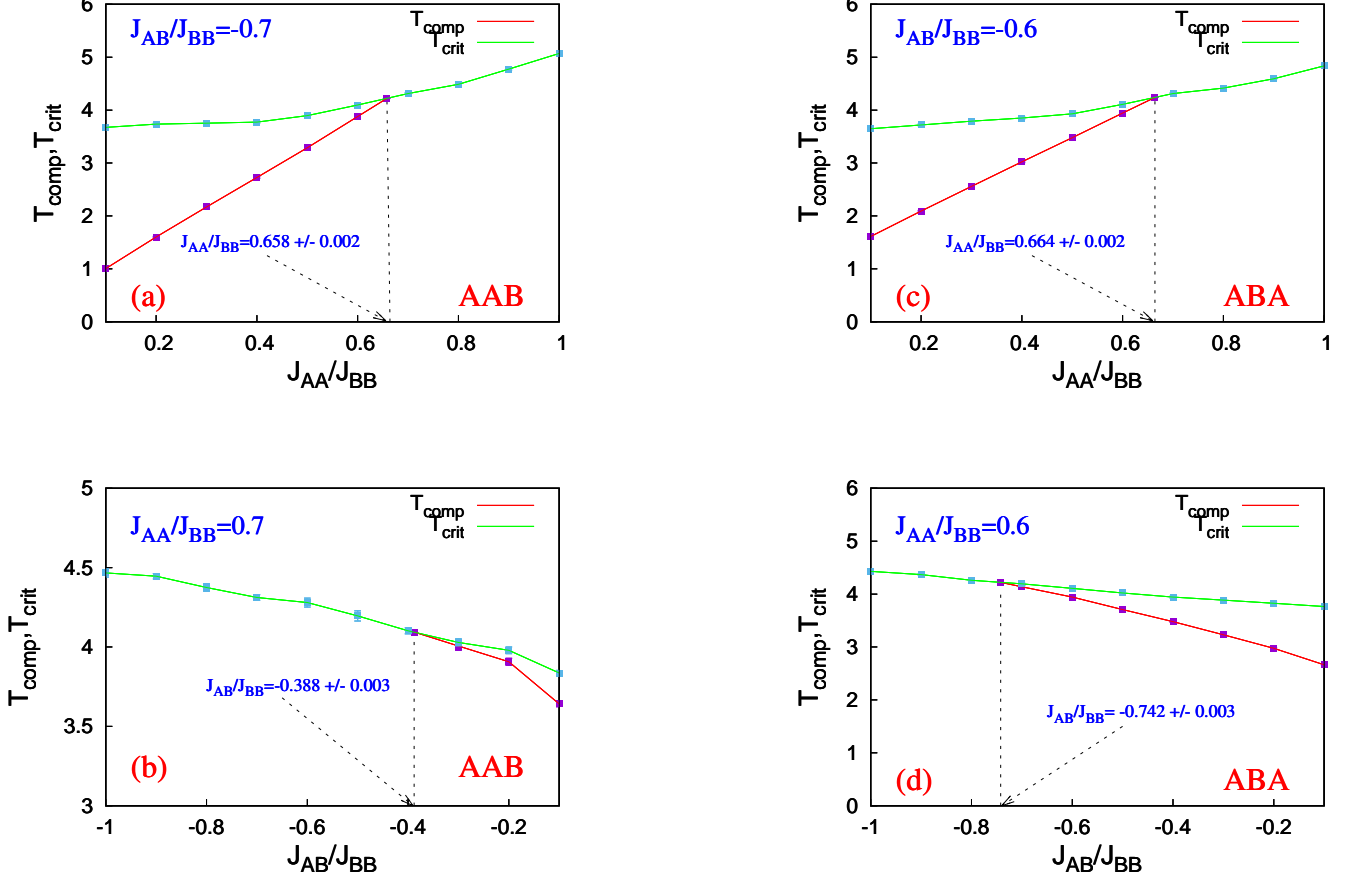 J_AB/J_BB=-0.7
T_comp
T_crit
6
5
4
3
2
1
0
T_comp,T_crit
J_AA/J_BB=0.658 +/- 0.002
(a)
AAB
0.2 0.4 0.6 0.8 1
J_AA/J_BB
J_AB/J_BB=-0.6
T_comp
T_crit
6
5
4
3
2
1
0
T_comp,T_crit
J_AA/J_BB=0.664 +/- 0.002
(c)
ABA
0.2 0.4 0.6 0.8 1
J_AA/J_BB
J_AA/J_BB=0.7
T_comp
T_crit
5
4.5
4
3.5
3
T_comp,T_crit
J_AB/J_BB=-0.388 +/- 0.003
(b)
AAB
-1 -0.8 -0.6 -0.4 -0.2
J_AB/J_BB
J_AA/J_BB=0.6
T_comp
T_crit
6
5
4
3
2
1
0
T_comp,T_crit
J_AB/J_BB= -0.742 +/- 0.003
(d)
ABA
-1 -0.8 -0.6 -0.4 -0.2
J_AB/J_BB